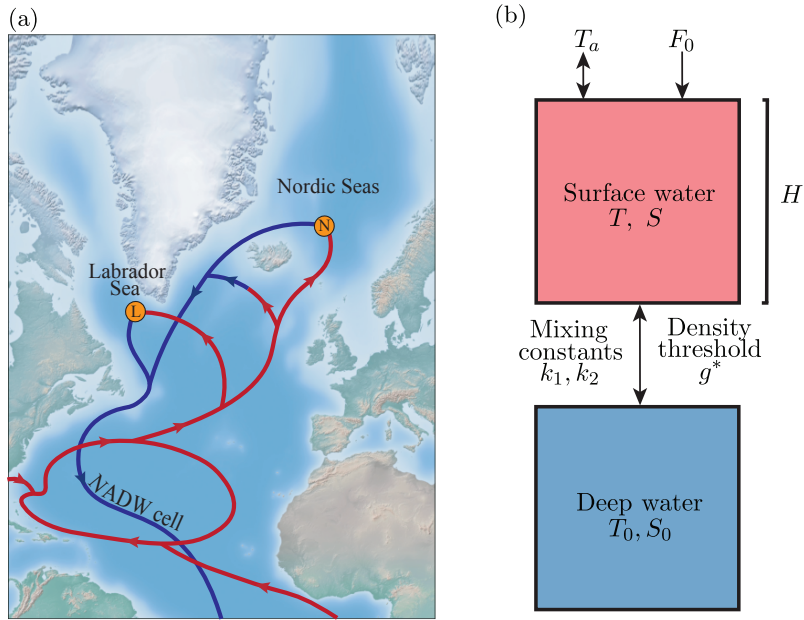 (a)
Nordic Seas
N
Labrador
Sea
L
NADW cell
(b)
T_a F_0
Surface water
T, S
H
Mixing
constants
k_1, k_2
Density
threshold
g*
Deep water
T_0, S_0